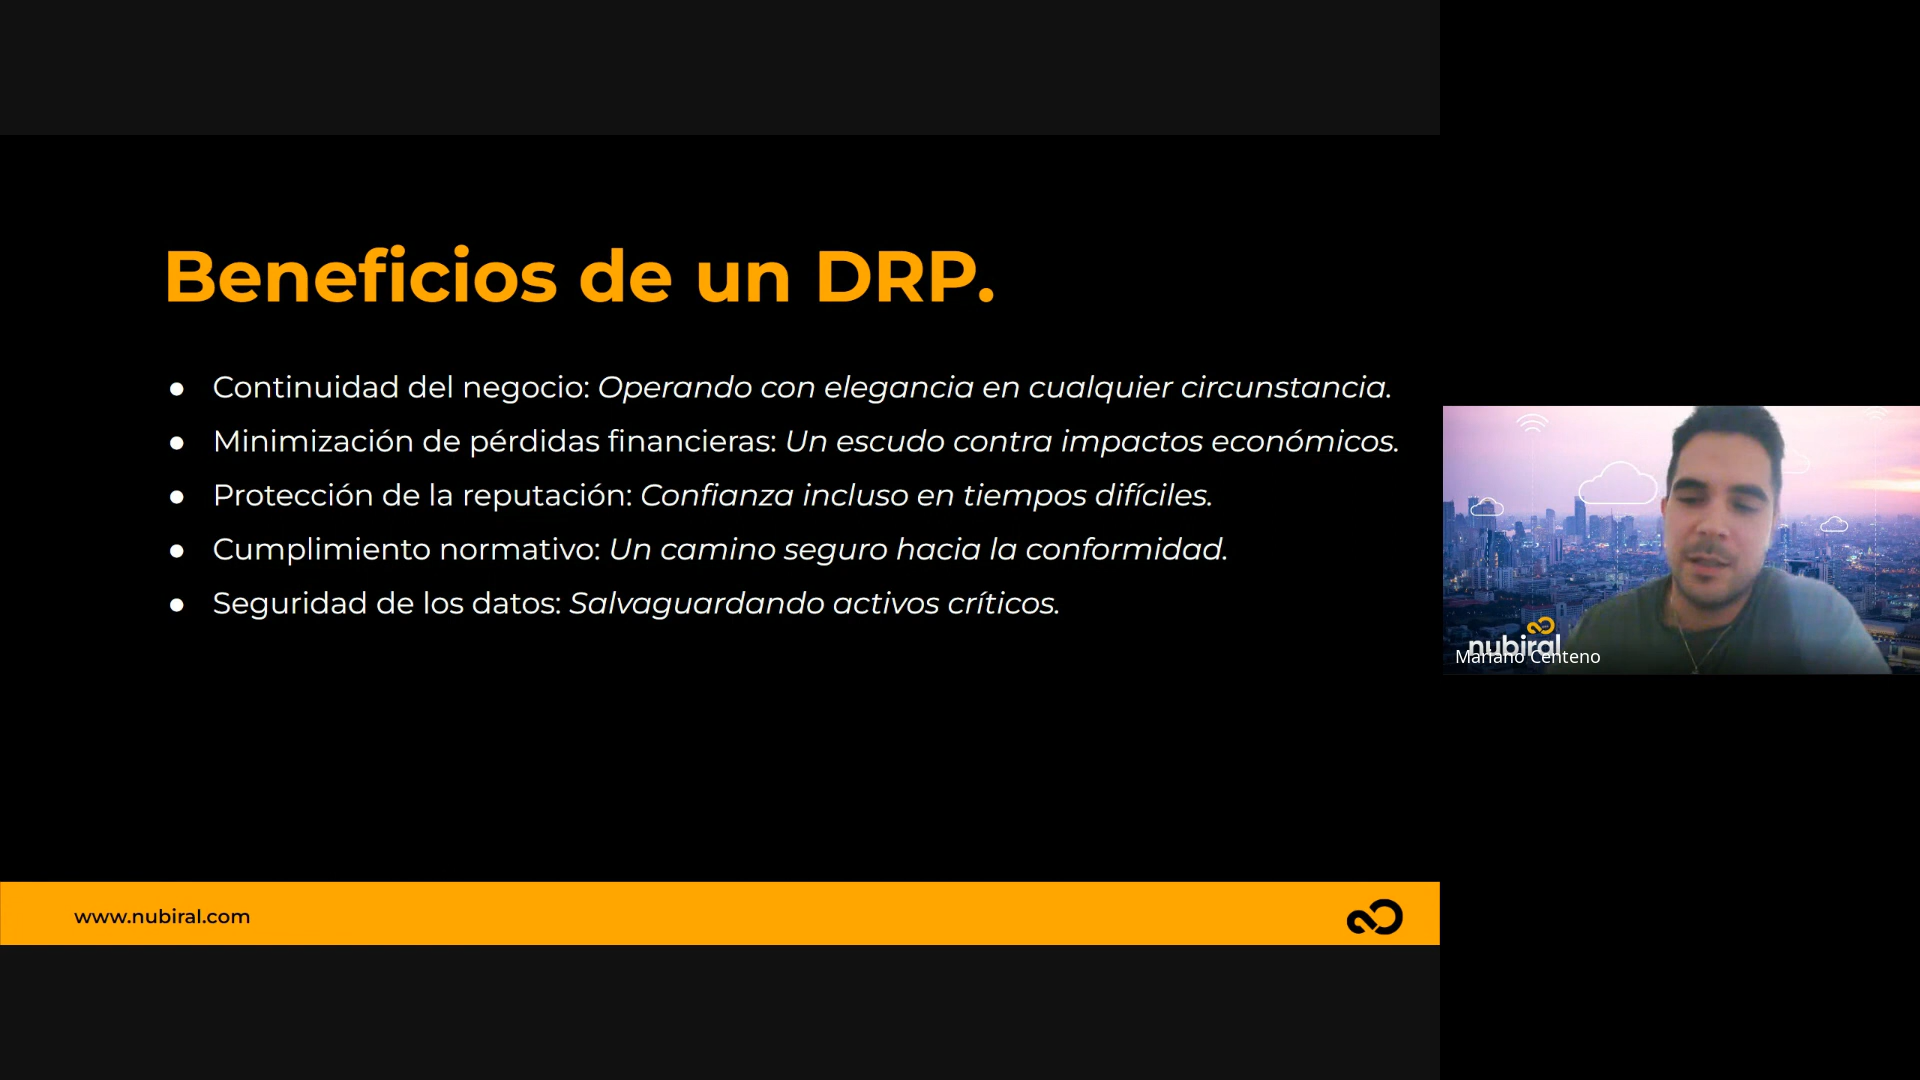 Beneficios de un DRP.
● Continuidad del negocio: Operando con elegancia en cualquier circunstancia.
● Minimización de pérdidas financieras: Un escudo contra impactos económicos.
● Protección de la reputación: Confianza incluso en tiempos difíciles.
● Cumplimiento normativo: Un camino seguro hacia la conformidad.
● Seguridad de los datos: Salvaguardando activos críticos.
nubiral
Mariano Centeno
www.nubiral.com